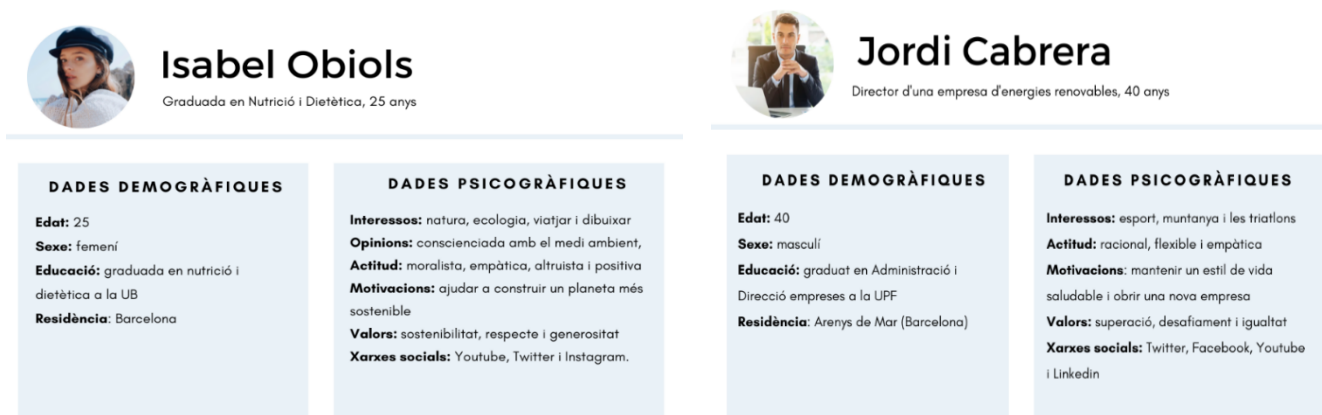 Isabel Obiols
Graduada en Nutrició i Dietètica, 25 anys
DADES DEMOGRÀFIQUES
Edat: 25
Sexe: femení
Educació: graduada en nutrició i
dietètica a la UB
Residència: Barcelona
DADES PSICOGRÀFIQUES
Interessos: natura, ecologia, viatjar i dibuixar
Opinions: conscienciada amb el medi ambient,
Actitud: moralista, empàtica, altruista i positiva
Motivacions: ajudar a construir un planeta més
sostenible
Valors: sostenibilitat, respecte i generositat
Xarxes socials: Youtube, Twitter i Instagram.
Jordi Cabrera
Director d'una empresa d'energies renovables, 40 anys
DADES DEMOGRÀFIQUES
Edat: 40
Sexe: masculí
Educació: graduat en Administració i
Direcció empreses a la UPF
Residència: Arenys de Mar (Barcelona)
DADES PSICOGRÀFIQUES
Interessos: esport, muntanya i les triatlons
Actitud: racional, flexible i empàtica
Motivacions: mantenir un estil de vida
saludable i obrir una nova empresa
Valors: superació, desafiament i igualtat
Xarxes socials: Twitter, Facebook, Youtube
i Linkedin